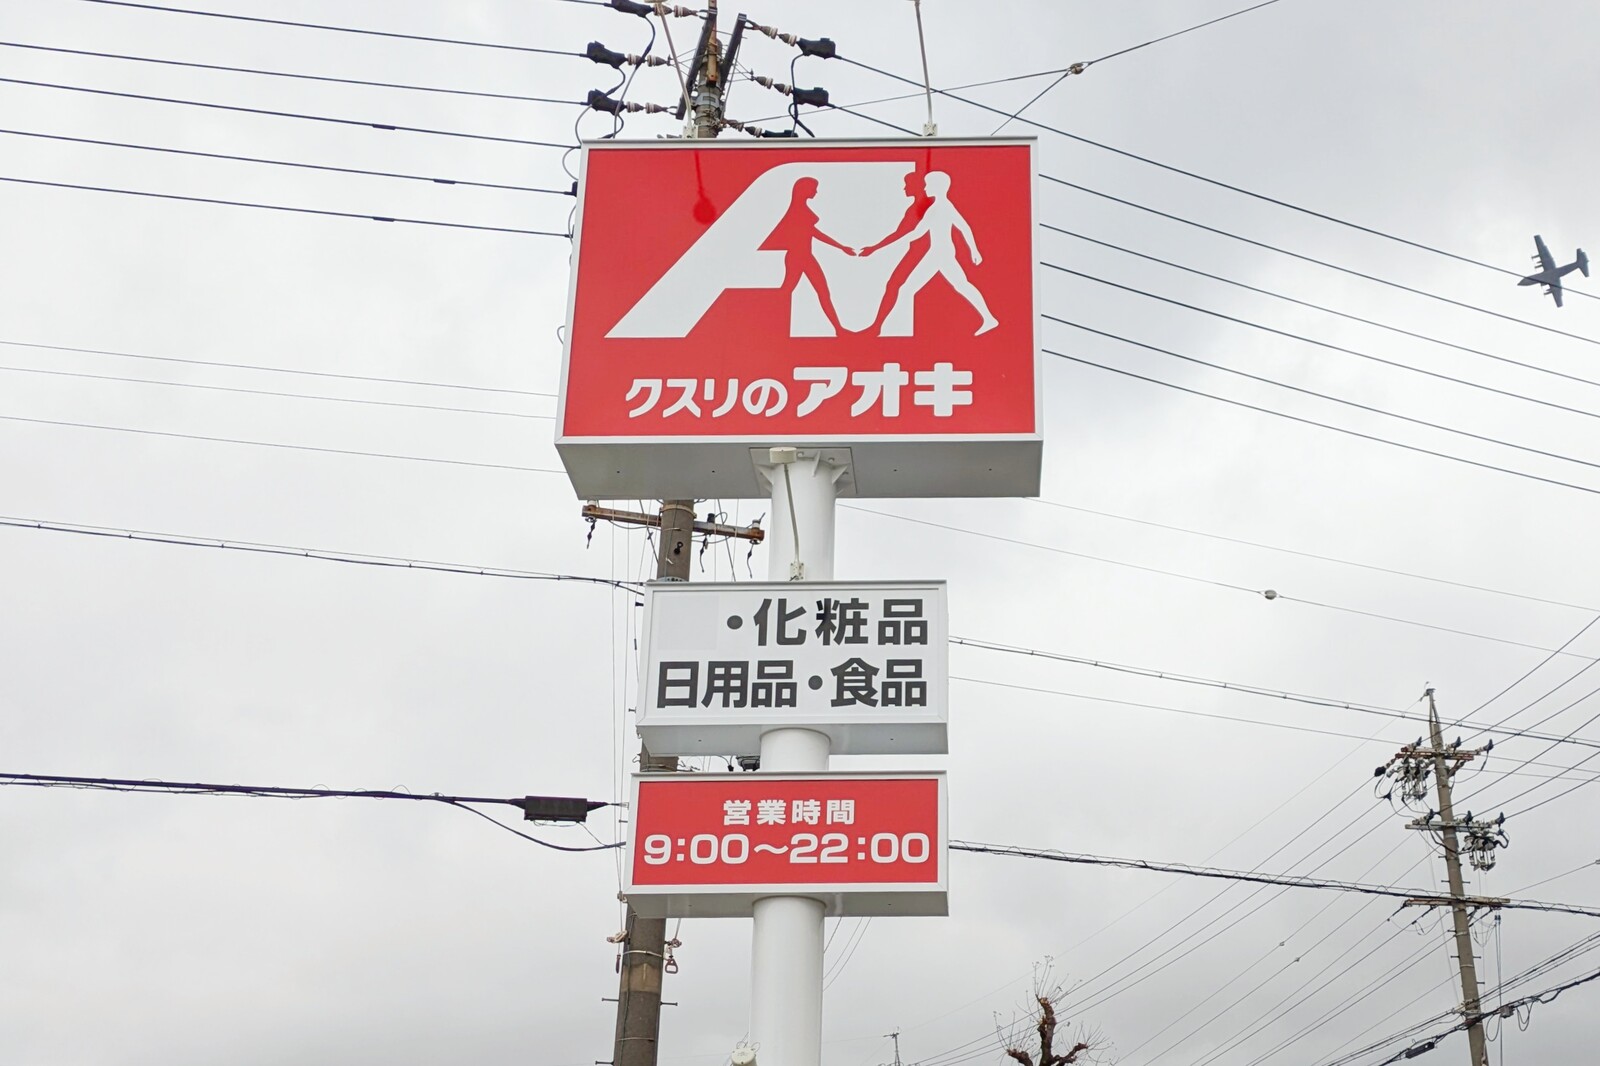 クスリのアオキ
・化粧品
日用品・食品
営業時間
9:00〜22:00